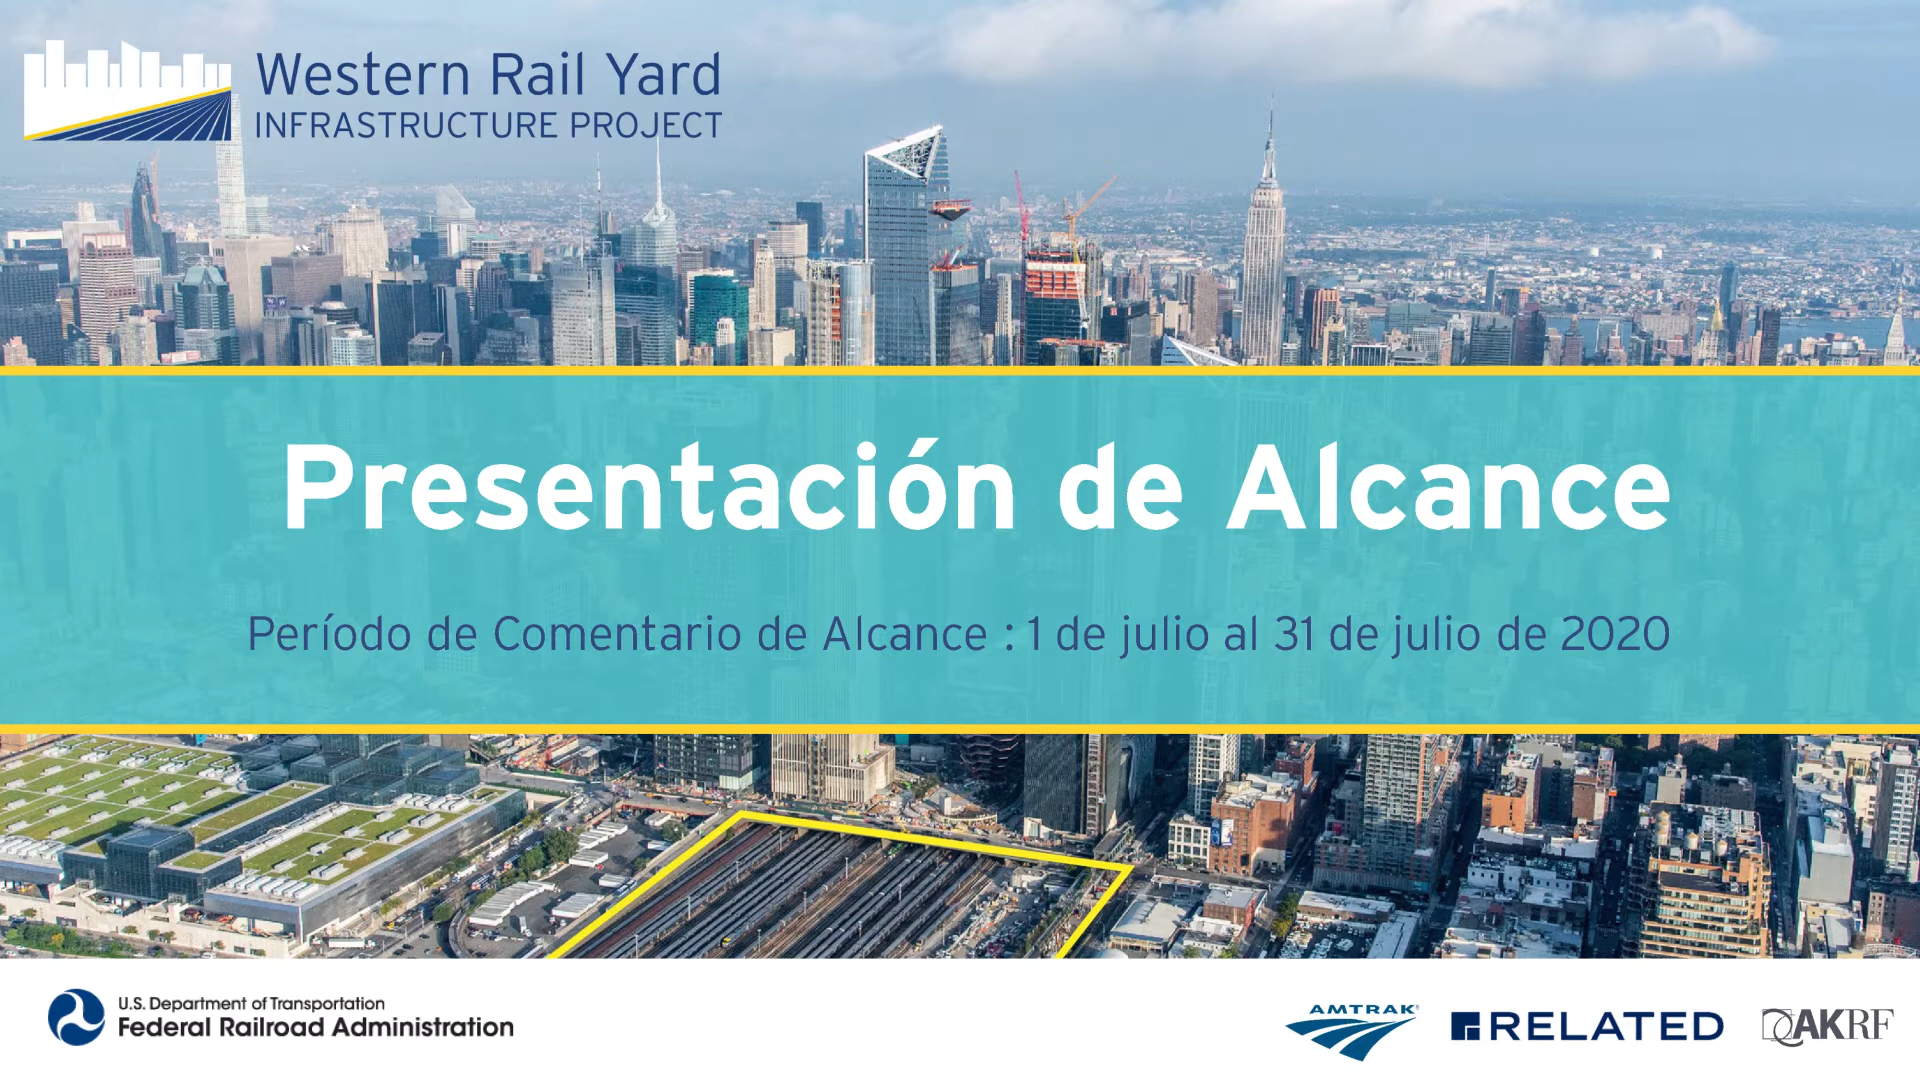 Western Rail Yard
INFRASTRUCTURE PROJECT
Presentación de Alcance
Período de Comentario de Alcance : 1 de julio al 31 de julio de 2020
U.S. Department of Transportation
Federal Railroad Administration
AMTRAK
RELATED
AKRF